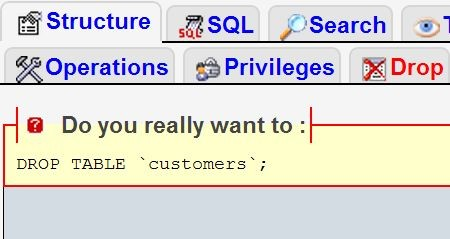 Structure SQL Search T
Operations Privileges Drop
Do you really want to :
DROP TABLE `customers`;